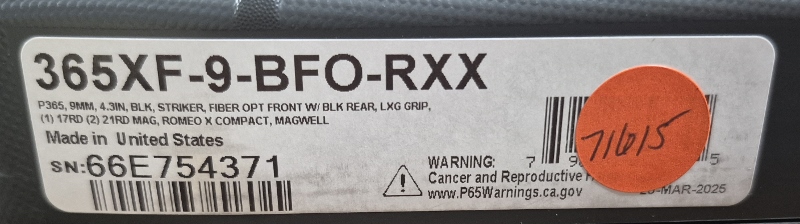 365XF-9-BFO-RXX
P365, 9MM, 4.3IN, BLK, STRIKER, FIBER OPT FRONT W/ BLK REAR, LXG GRIP,
(1) 17RD (2) 21RD MAG, ROMEO X COMPACT, MAGWELL
Made in United States
SN:66E754371
WARNING:
Cancer and Reproductive
www.P65Warnings.ca.gov
7
5
71615
-MAR-2025